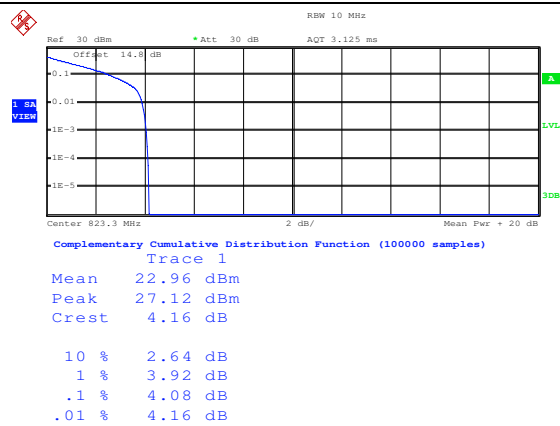 R&S
RBW 10 MHz
Ref 30 dBm *Att 30 dB AQT 3.125 ms
Offset 14.8 dB
0.1
A
1 SA
VIEW
0.01
1E-3
LVL
1E-4
1E-5
3DB
Center 823.3 MHz 2 dB/ Mean Pwr + 20 dB
Complementary Cumulative Distribution Function (100000 samples)
Trace 1
Mean 22.96 dBm
Peak 27.12 dBm
Crest 4.16 dB
10 % 2.64 dB
1 % 3.92 dB
.1 % 4.08 dB
.01 % 4.16 dB